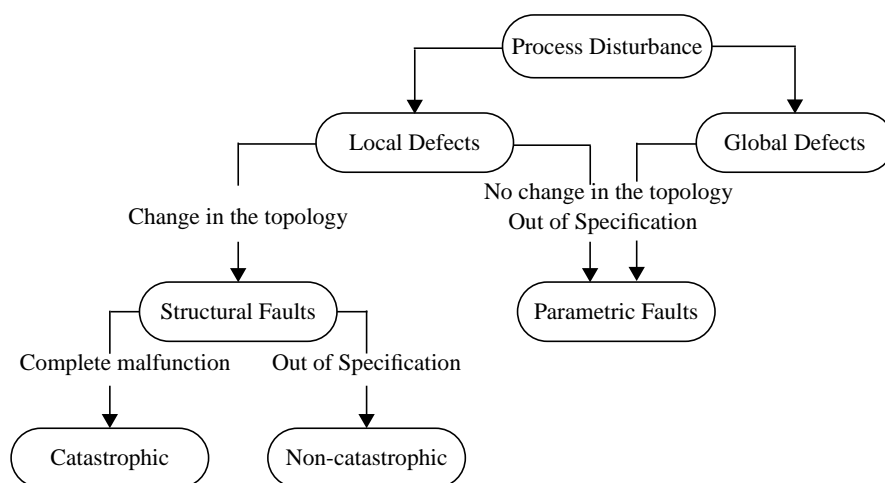 Process Disturbance
Local Defects
Global Defects
No change in the topology
Out of Specification
Change in the topology
Structural Faults
Parametric Faults
Complete malfunction
Out of Specification
Catastrophic
Non-catastrophic